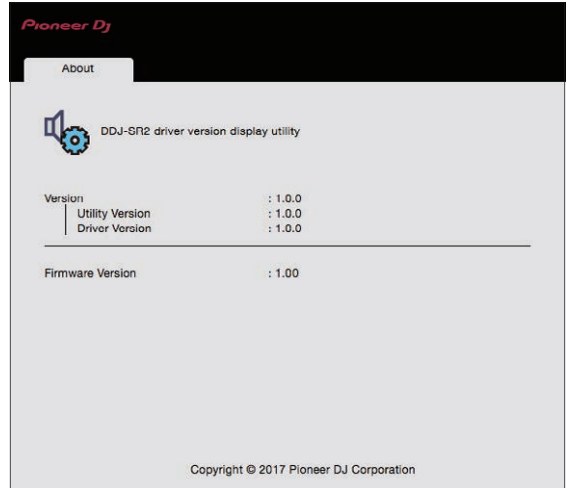 Pioneer Dj
About
DDJ-SR2 driver version display utility
Version : 1.0.0
Utility Version : 1.0.0
Driver Version : 1.0.0
Firmware Version : 1.00
Copyright © 2017 Pioneer DJ Corporation